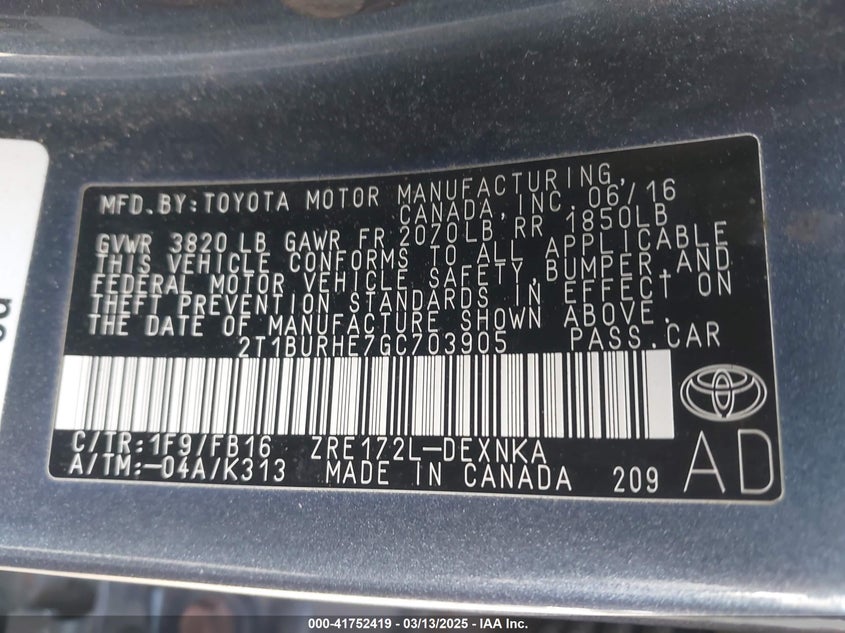 MFD.BY:TOYOTA MOTOR MANUFACTURING,
CANADA, INC. 06/16
GVWR 3820 LB GAWR FR 2070LB RR 1850LB
THIS VEHICLE CONFORMS TO ALL APPLICABLE
FEDERAL MOTOR VEHICLE SAFETY, BUMPER, AND
THEFT PREVENTION STANDARDS IN EFFECT ON
THE DATE OF MANUFACTURE SHOWN ABOVE.
2T1BURHE7GC703905 PASS.CAR
C/TR:1F9/FB16 ZRE172L-DEXNKA
A/TM:-04A/K313 MADE IN CANADA 209 AD
000-41752419 - 03/13/2025 - IAA Inc.